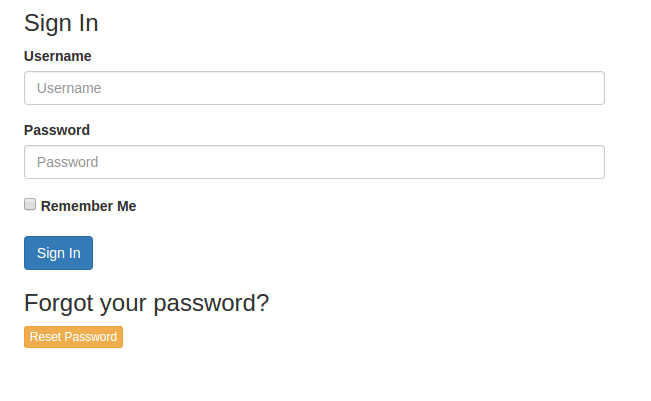 Sign In
Username
Username
Password
Password
Remember Me
Sign In
Forgot your password?
Reset Password